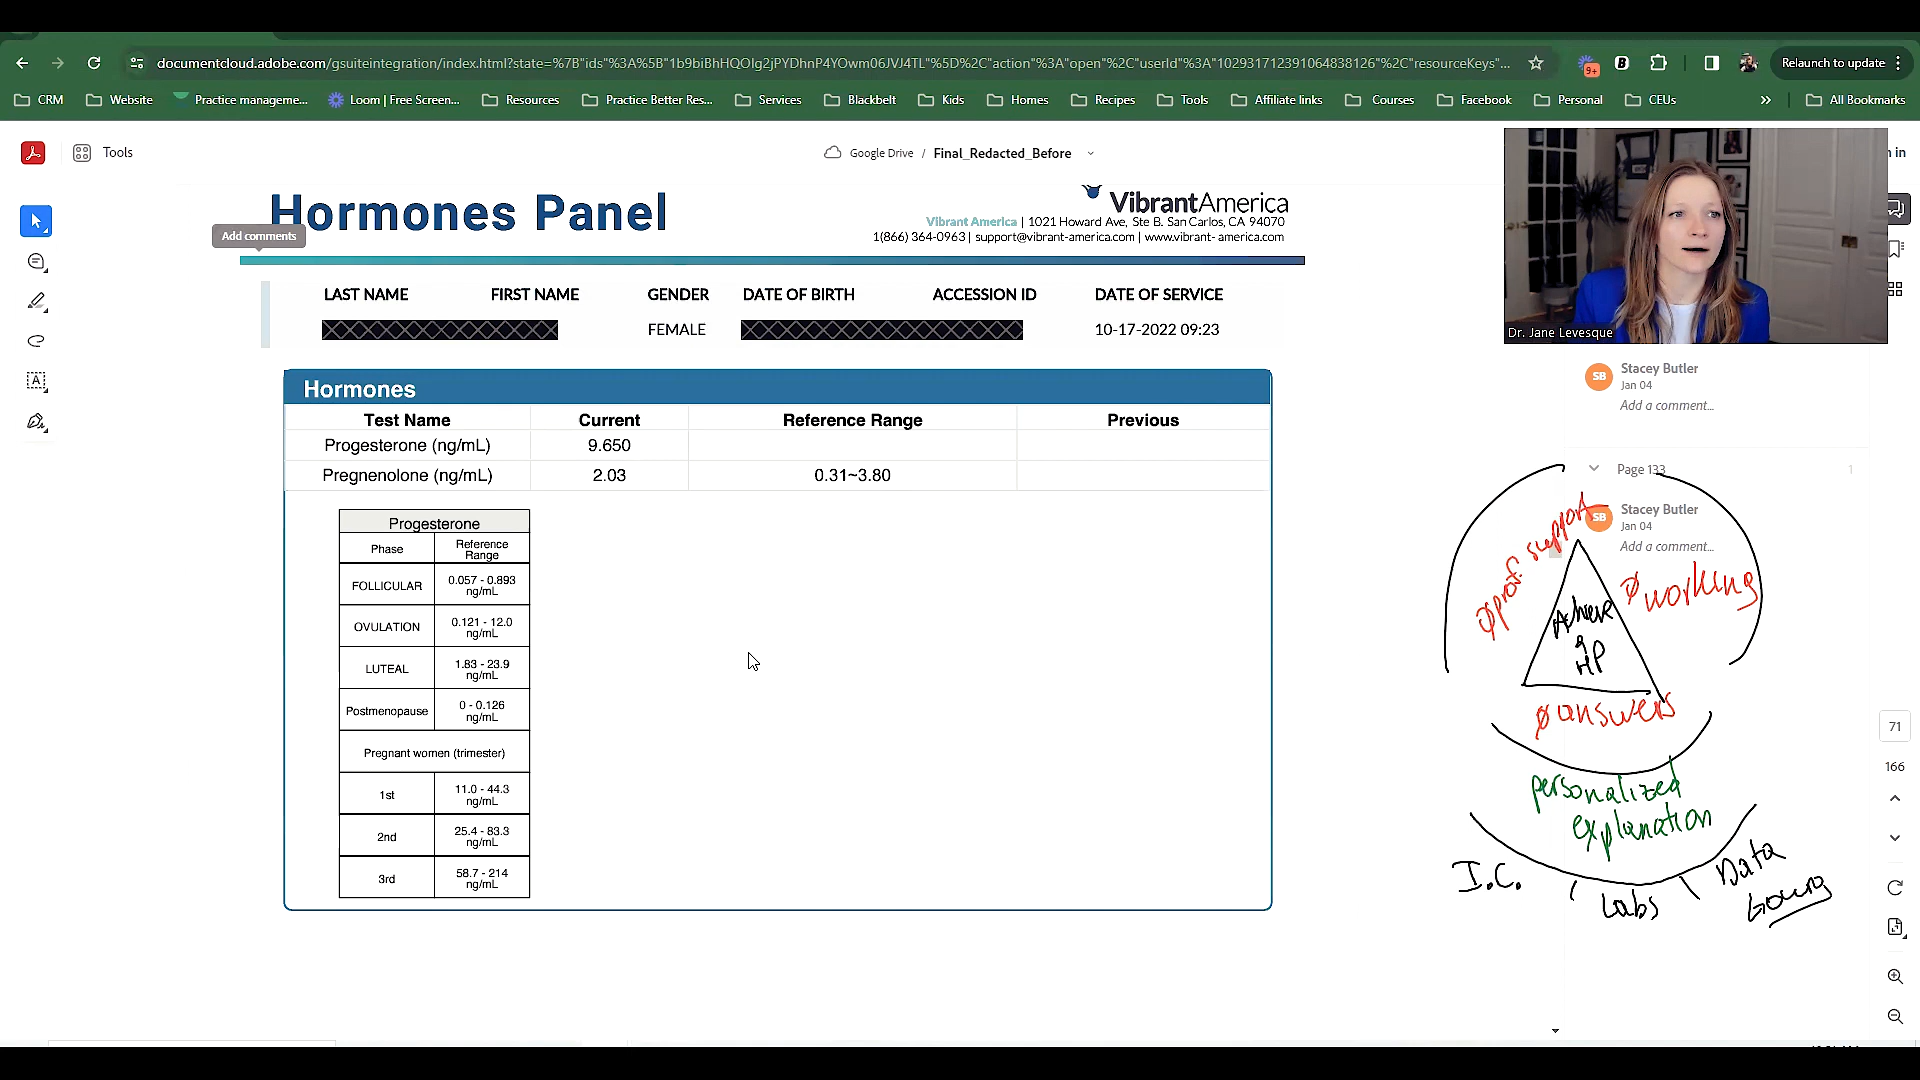 documentcloud.adobe.com/gsuiteintegration/index.html?state=%7B"ids"%3A%5B"1b9biBhHQOIg2jPYDhnP4YOwm06JVJ4TL"%5D%2C"action"%3A"open"%2C"userId"%3A"102931712391064838126"%2C"resourceKeys"...
9+
Relaunch to update
CRM Website Practice manageme... Loom | Free Screen... Resources Practice Better Res... Services Blackbelt Kids Homes Recipes Tools Affiliate links Courses Facebook Personal CEUs » All Bookmarks
Tools
Google Drive / Final_Redacted_Before
n in
Hormones Panel
Add comments
VibrantAmerica
Vibrant America | 1021 Howard Ave, Ste B. San Carlos, CA 94070
1(866) 364-0963 | support@vibrant-america.com | www.vibrant- america.com
LAST NAME FIRST NAME GENDER DATE OF BIRTH ACCESSION ID DATE OF SERVICE
FEMALE 10-17-2022 09:23
Dr. Jane Levesque
Hormones
Test Name Current Reference Range Previous
Progesterone (ng/mL) 9.650
Pregnenolone (ng/mL) 2.03 0.31~3.80
Progesterone
Phase Reference Range
FOLLICULAR 0.057 - 0.893 ng/mL
OVULATION 0.121 - 12.0 ng/mL
LUTEAL 1.83 - 23.9 ng/mL
Postmenopause 0 - 0.126 ng/mL
Pregnant women (trimester)
1st 11.0 - 44.3 ng/mL
2nd 25.4 - 83.3 ng/mL
3rd 58.7 - 214 ng/mL
SB Stacey Butler
Jan 04
Add a comment...
Page 133 1
SB Stacey Butler
Jan 04
Add a comment...
Ø prof. support
Ø working
HP
Ø answers
personalized
explanation
I.C.
Labs
Data
71
166